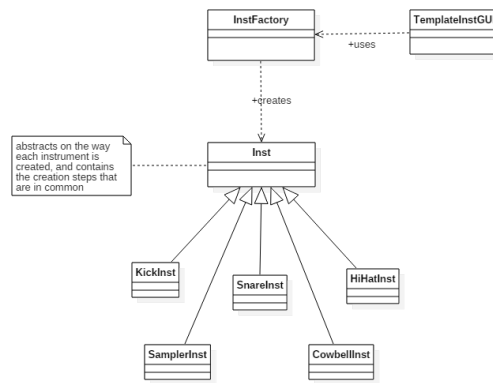 InstFactory
TemplateInstGUI
+uses
+creates
Inst
abstracts on the way
each instrument is
created, and contains
the creation steps that
are in common
KickInst
SnareInst
HiHatInst
SamplerInst
CowbellInst